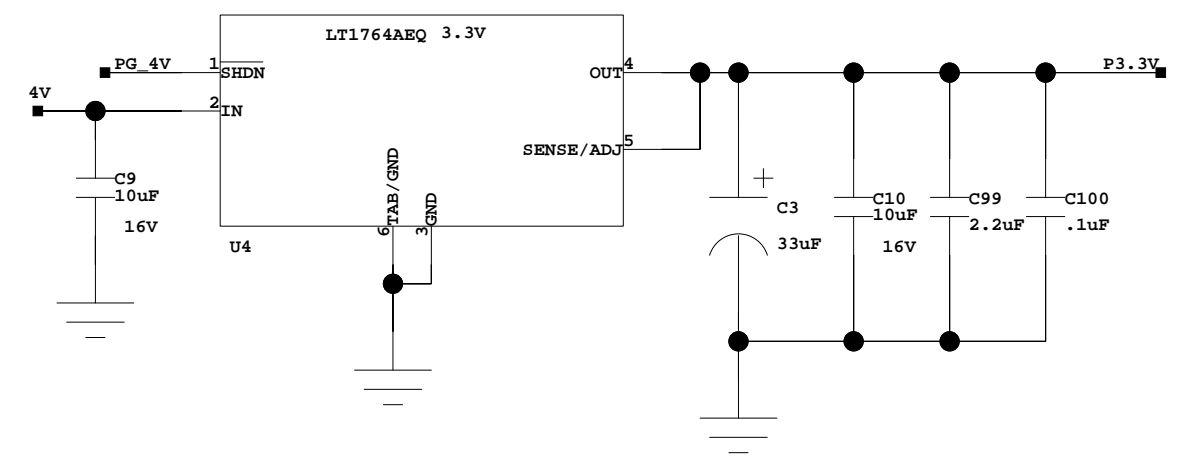 LT1764AEQ 3.3V
PG_4V
1
SHDN
4V
2
IN
OUT
4
P3.3V
SENSE/ADJ
5
TAB/GND
6
GND
3
U4
C9
10uF
16V
+
C3
33uF
C10
10uF
16V
C99
2.2uF
C100
.1uF